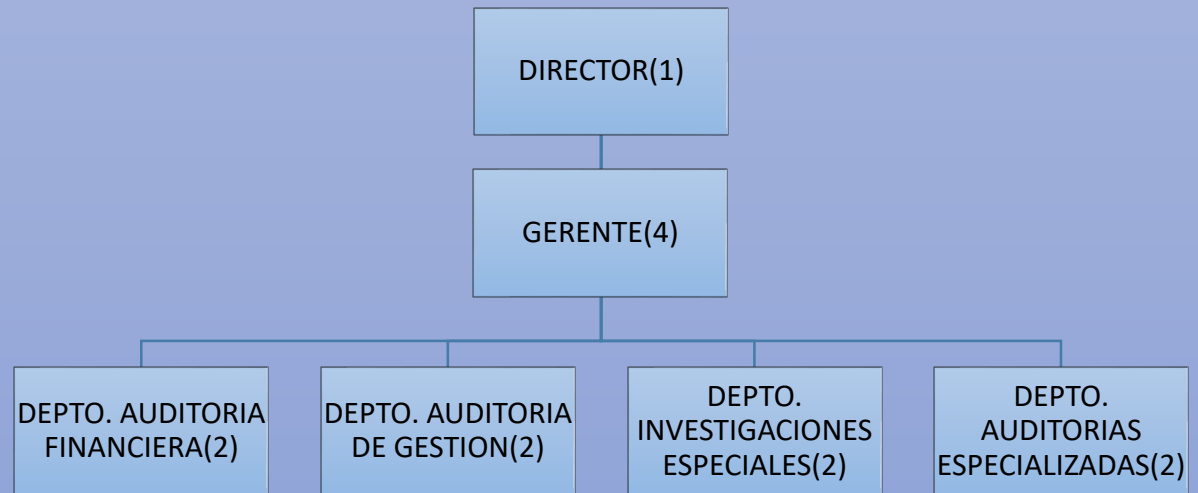 DIRECTOR(1)
GERENTE(4)
DEPTO. AUDITORIA
FINANCIERA(2)
DEPTO. AUDITORIA
DE GESTION(2)
DEPTO.
INVESTIGACIONES
ESPECIALES(2)
DEPTO.
AUDITORIAS
ESPECIALIZADAS(2)